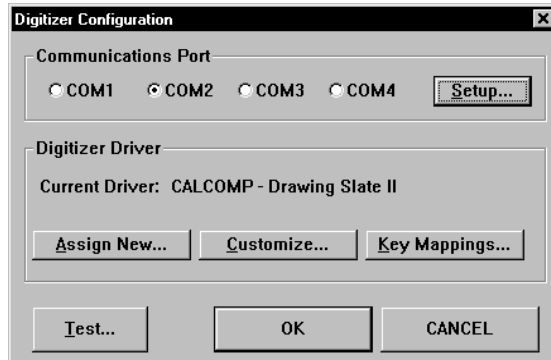 Digitizer Configuration
Communications Port
COM1 COM2 COM3 COM4 Setup...
Digitizer Driver
Current Driver: CALCOMP - Drawing Slate II
Assign New... Customize... Key Mappings...
Test... OK CANCEL